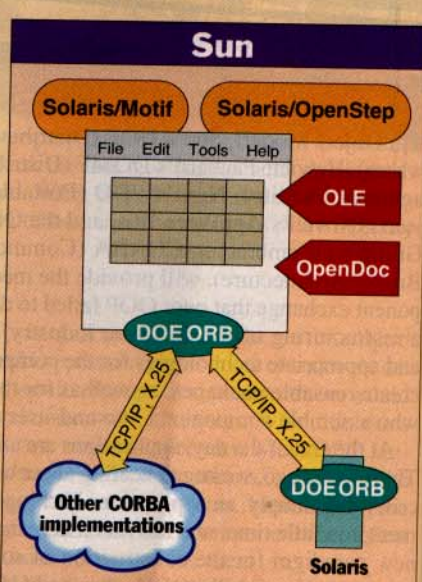 Sun
Solaris/Motif
Solaris/OpenStep
File Edit Tools Help
OLE
OpenDoc
DOE ORB
TCP/IP, X.25
TCP/IP, X.25
Other CORBA
implementations
DOE ORB
Solaris